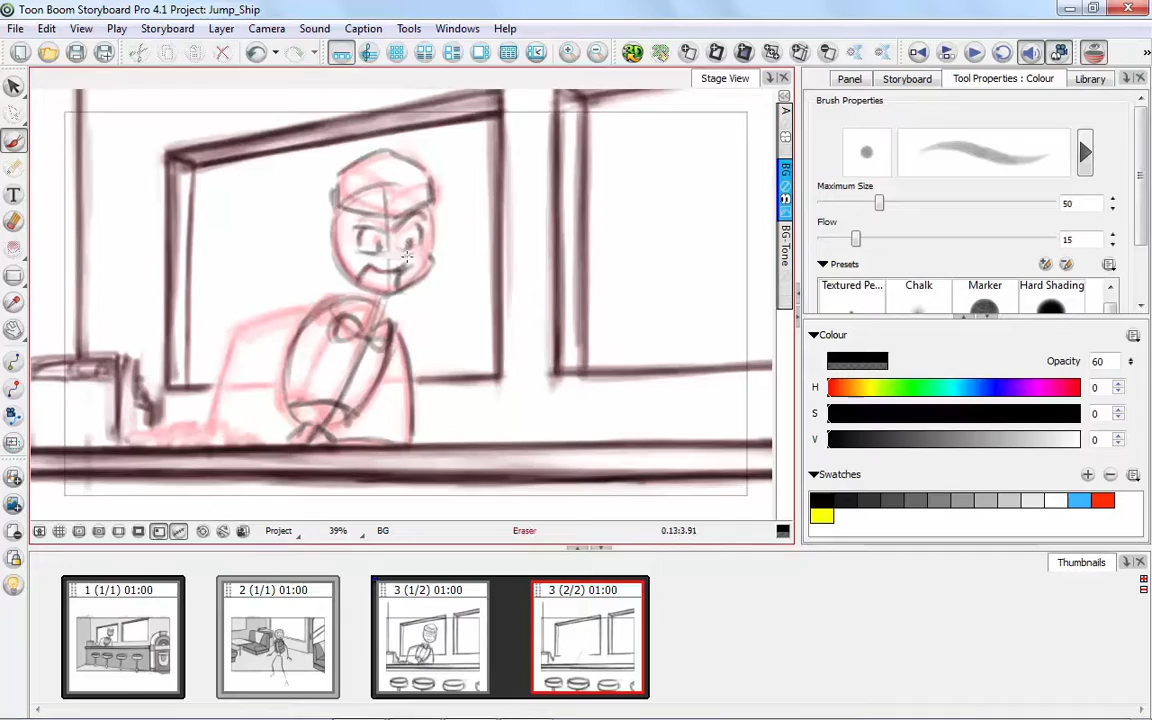 Toon Boom Storyboard Pro 4.1 Project: Jump_Ship
File Edit View Play Storyboard Layer Camera Sound Caption Tools Windows Help
Stage View
Panel Storyboard Tool Properties : Colour Library
Brush Properties
Maximum Size
50
Flow
15
Presets
Textured Pe... Chalk Marker Hard Shading
Colour
Opacity 60
H 0
S 0
V 0
Swatches
A
BG
BG-Tone
Project 39% BG Eraser 0.13:3.91
Thumbnails
1 (1/1) 01:00 2 (1/1) 01:00 3 (1/2) 01:00 3 (2/2) 01:00